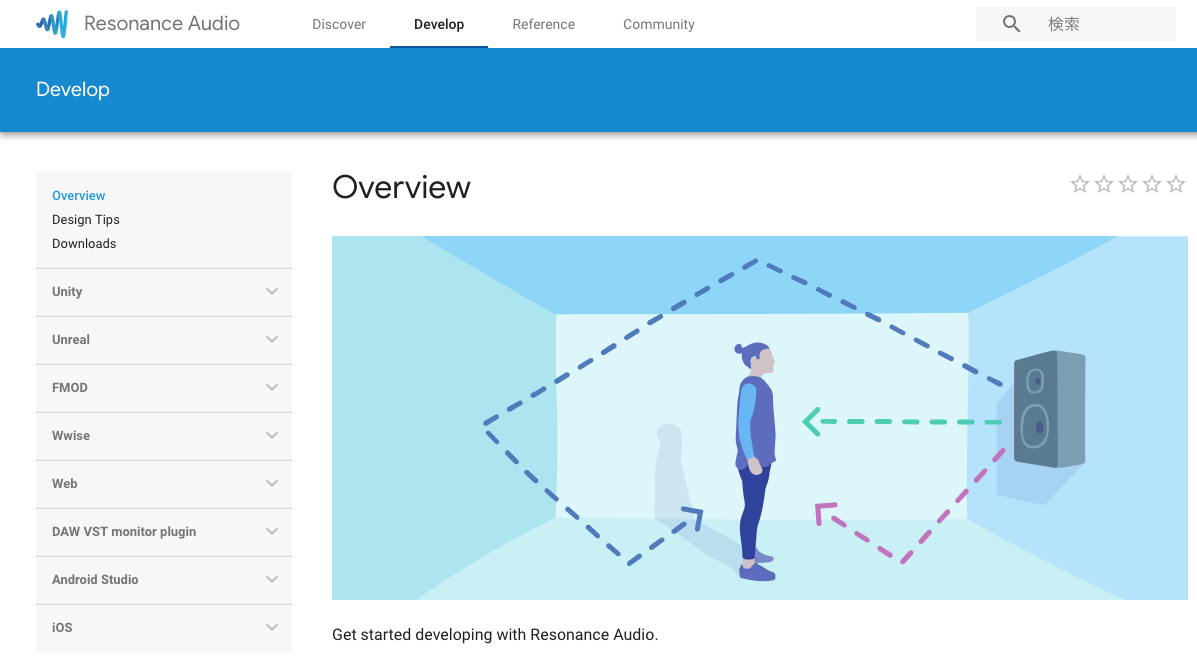 Resonance Audio
Discover
Develop
Reference
Community
検索
Develop
Overview
Design Tips
Downloads
Unity
Unreal
FMOD
Wwise
Web
DAW VST monitor plugin
Android Studio
iOS
Overview
Get started developing with Resonance Audio.